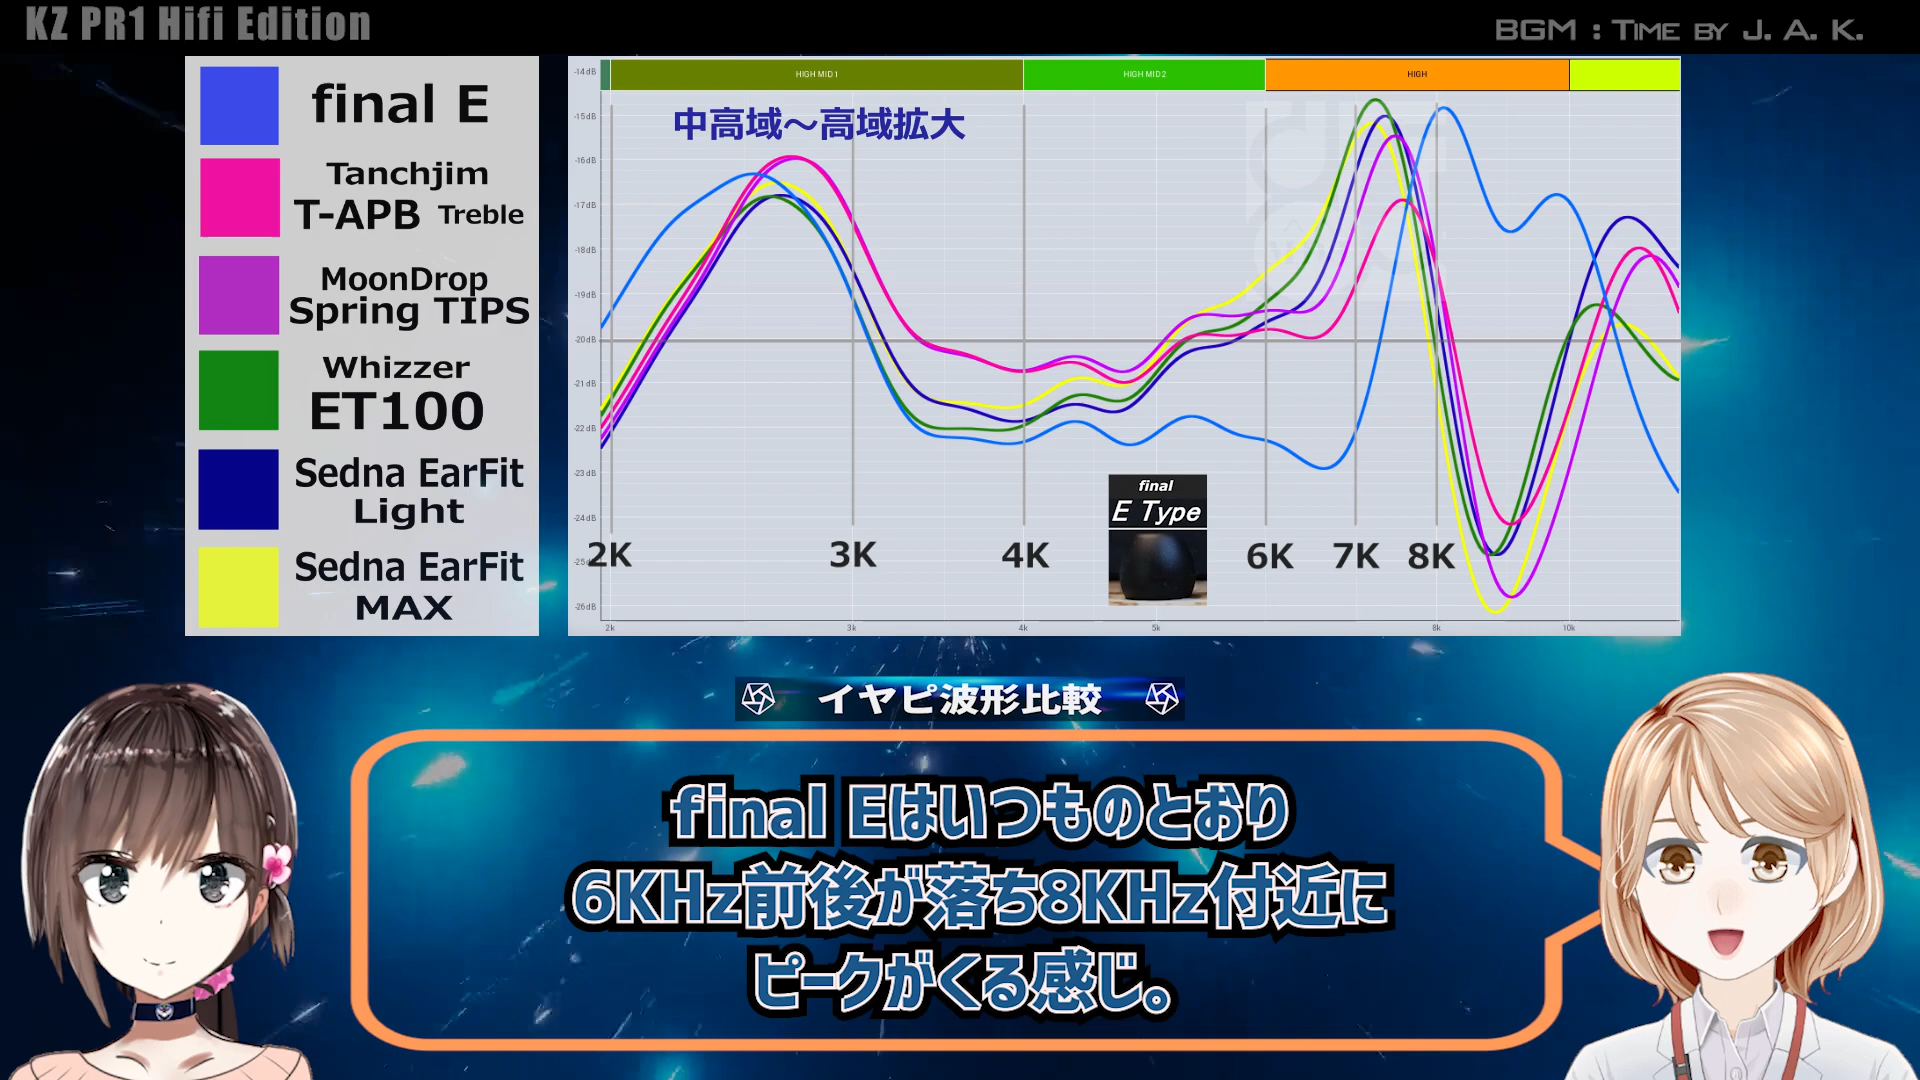 KZ PR1 Hifi Edition
BGM : TIME BY J. A. K.
final E
Tanchjim
T-APB Treble
MoonDrop
Spring TIPS
Whizzer
ET100
Sedna EarFit
Light
Sedna EarFit
MAX
HIGH MID 1
HIGH MID 2
HIGH
中高域～高域拡大
-14dB
-15dB
-16dB
-17dB
-18dB
-19dB
-20dB
-21dB
-22dB
-23dB
-24dB
-26dB
final
E Type
2K
3K
4K
6K
7K
8K
2k
3k
4k
5k
10k
イヤピ波形比較
final Eはいつものとおり
6KHz前後が落ち8KHz付近に
ピークがくる感じ。